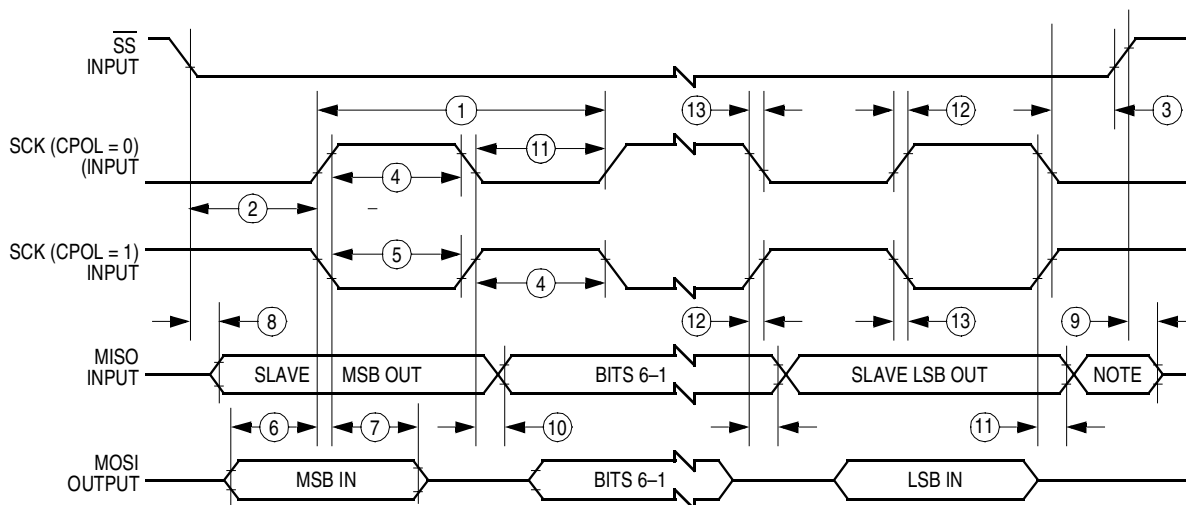 SS
INPUT
1
13
12
3
SCK (CPOL = 0)
(INPUT
11
4
2
–
SCK (CPOL = 1)
INPUT
5
4
8
12
13
9
MISO
INPUT
SLAVE MSB OUT
BITS 6–1
SLAVE LSB OUT
NOTE
6
7
10
11
MOSI
OUTPUT
MSB IN
BITS 6–1
LSB IN